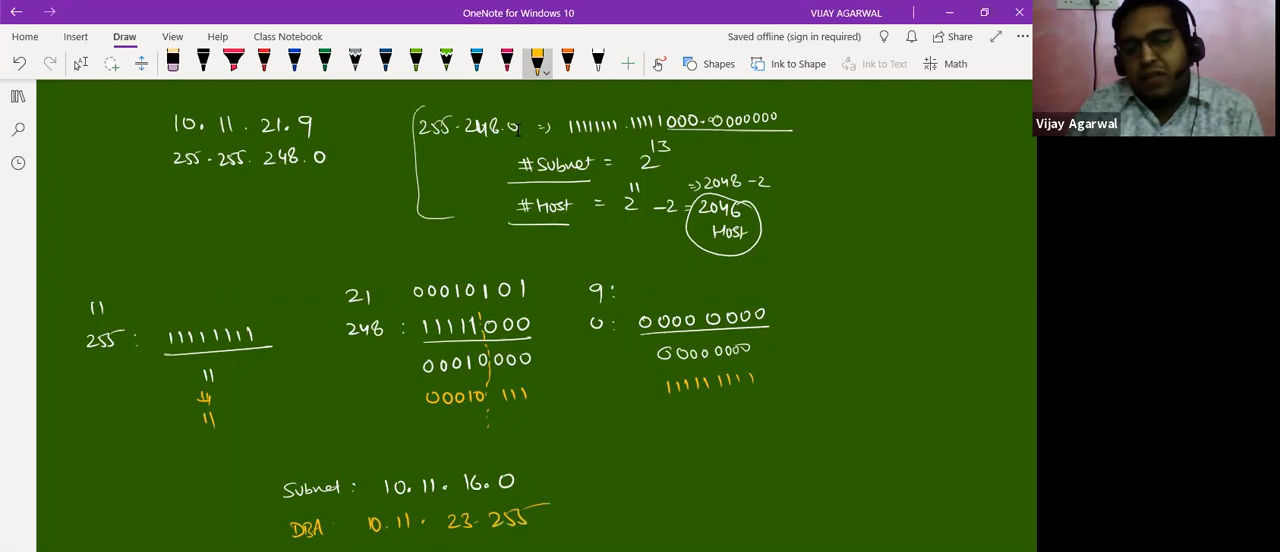 OneNote for Windows 10
VIJAY AGARWAL
Home Insert Draw View Help Class Notebook
Saved offline (sign in required) Share
Shapes Ink to Shape Ink to Text Math
Vijay Agarwal
10. 11. 21. 9
255. 255. 248. 0
255. 248. 0 => 11111111. 11111000. 00000000
#Subnet = 2^13
#Host = 2^11 -2 = 2046 Host
=> 2048 -2
11
255: 11111111
11
11
21 00010101
248: 11111000
00010000
00010 111
9:
0: 0000 0000
00000000
11111111
Subnet: 10. 11. 16. 0
DBA: 10. 11. 23. 255